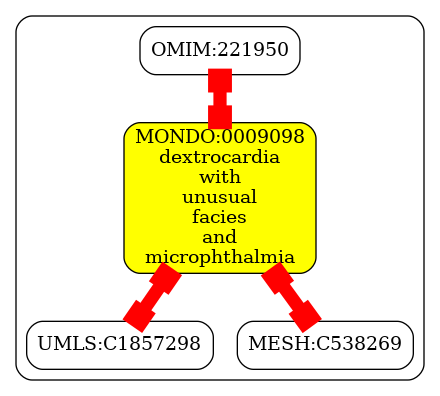 OMIM:221950
MONDO:0009098
dextrocardia
with
unusual
facies
and
microphthalmia
UMLS:C1857298
MESH:C538269